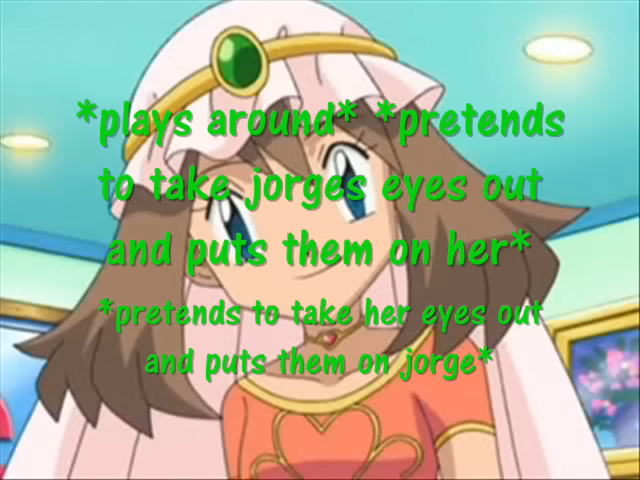 *plays around* *pretends
to take jorges eyes out
and puts them on her*
*pretends to take her eyes out
and puts them on jorge*